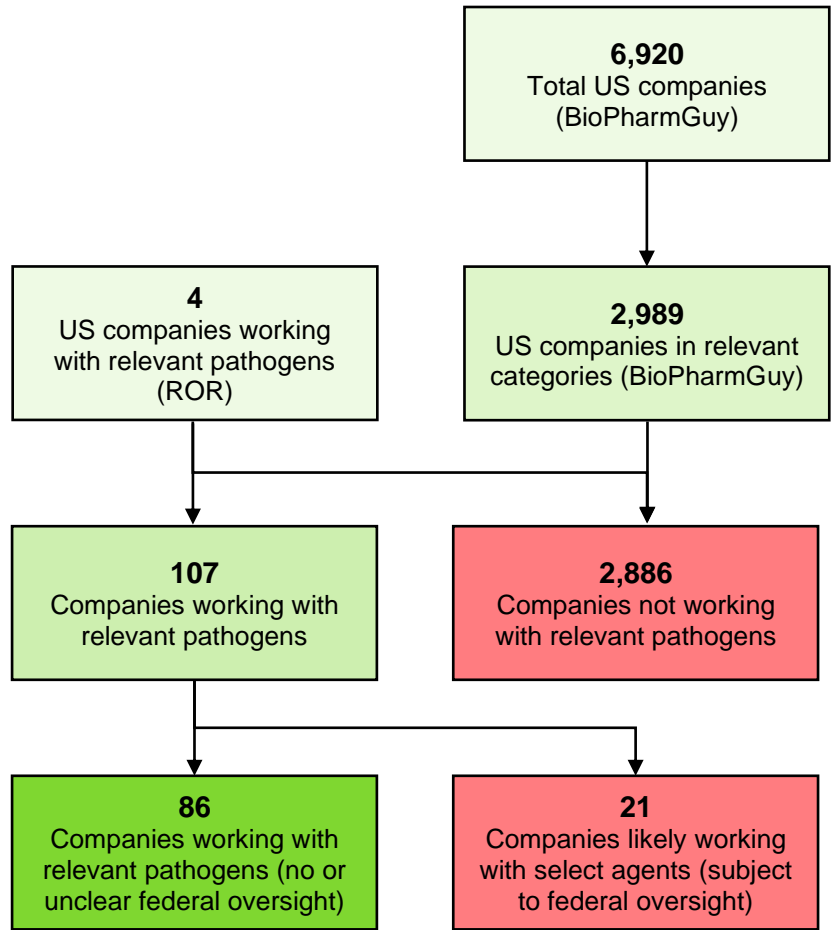 6,920
Total US companies
(BioPharmGuy)
4
US companies working
with relevant pathogens
(ROR)
2,989
US companies in relevant
categories (BioPharmGuy)
107
Companies working with
relevant pathogens
2,886
Companies not working
with relevant pathogens
86
Companies working with
relevant pathogens (no or
unclear federal oversight)
21
Companies likely working
with select agents (subject
to federal oversight)